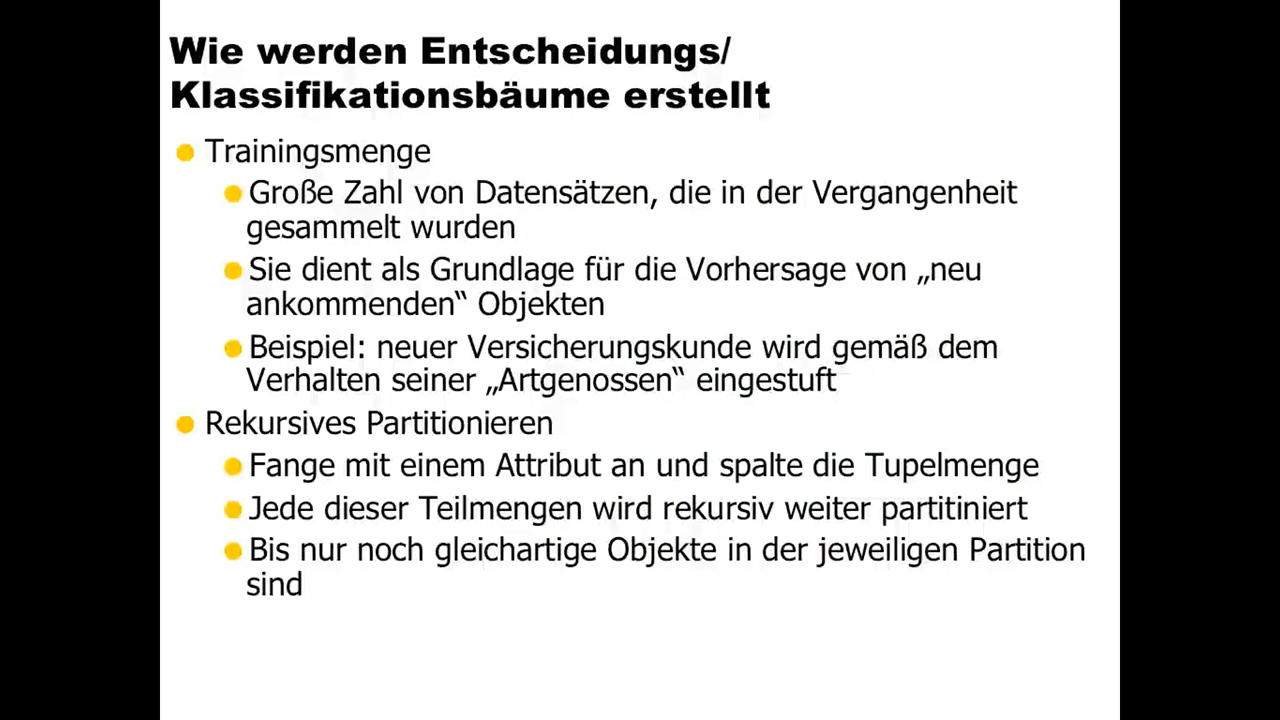 Wie werden Entscheidungs/
Klassifikationsbäume erstellt
Trainingsmenge
Große Zahl von Datensätzen, die in der Vergangenheit
gesammelt wurden
Sie dient als Grundlage für die Vorhersage von „neu
ankommenden“ Objekten
Beispiel: neuer Versicherungskunde wird gemäß dem
Verhalten seiner „Artgenossen“ eingestuft
Rekursives Partitionieren
Fange mit einem Attribut an und spalte die Tupelmenge
Jede dieser Teilmengen wird rekursiv weiter partitiniert
Bis nur noch gleichartige Objekte in der jeweiligen Partition
sind